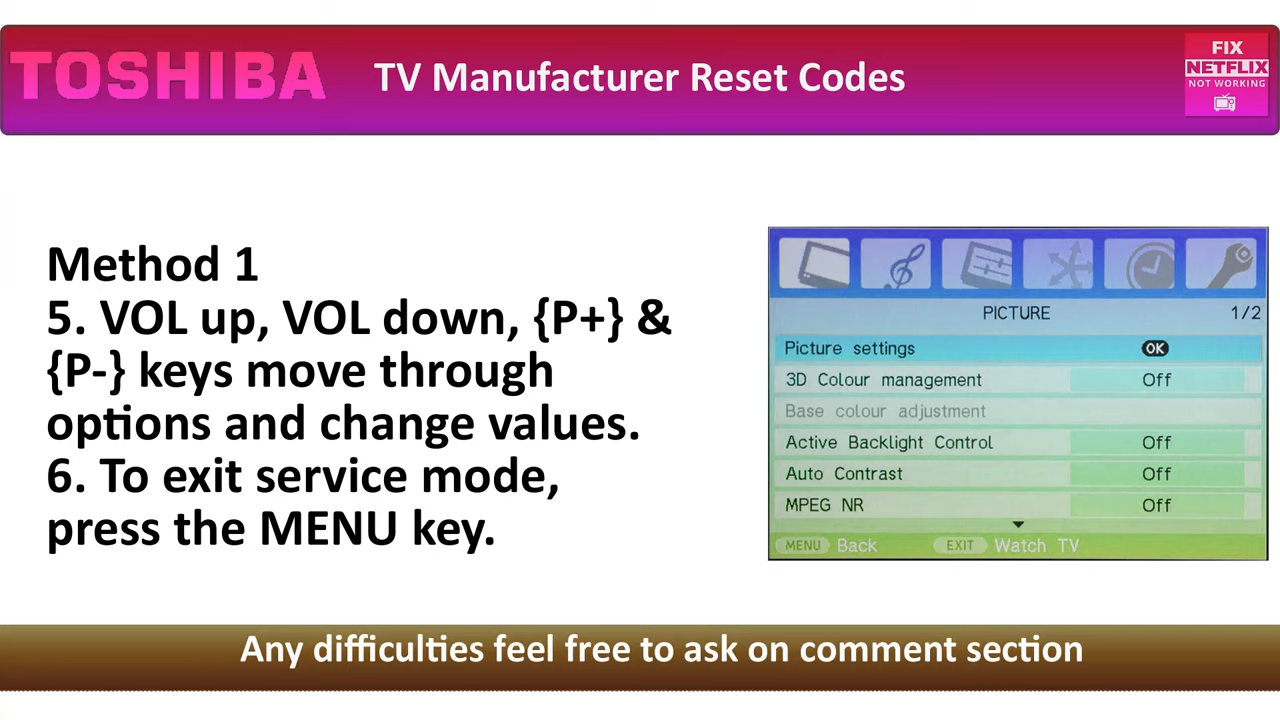 TOSHIBA
TV Manufacturer Reset Codes
FIX
NETFLIX
NOT WORKING
Method 1
5. VOL up, VOL down, {P+} &
{P-} keys move through
options and change values.
6. To exit service mode,
press the MENU key.
PICTURE 1/2
Picture settings OK
3D Colour management Off
Base colour adjustment
Active Backlight Control Off
Auto Contrast Off
MPEG NR Off
MENU Back EXIT Watch TV
Any difficulties feel free to ask on comment section